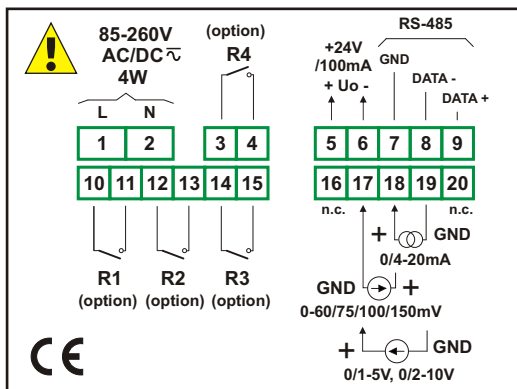 85-260V
AC/DC
4W
L N
(option)
R4
RS-485
+24V
/100mA
+ Uo -
GND
DATA -
DATA +
1 2 3 4 5 6 7 8 9
10 11 12 13 14 15 16 17 18 19 20
n.c. n.c.
R1 R2 R3
(option) (option) (option)
+ GND
0/4-20mA
GND +
0-60/75/100/150mV
+ GND
0/1-5V, 0/2-10V
CE